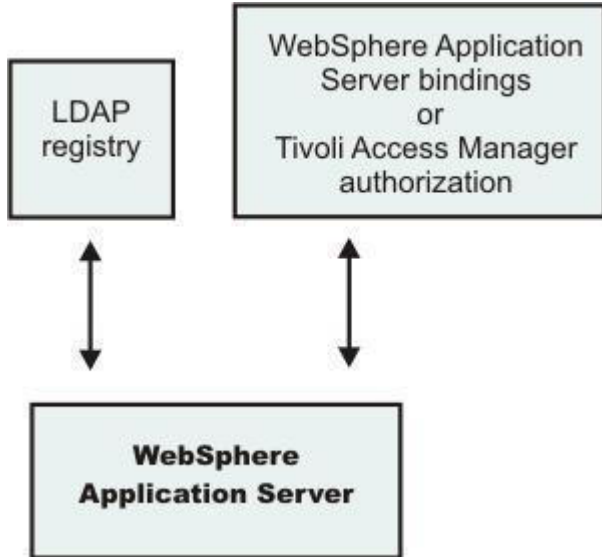 LDAP
registry
WebSphere Application
Server bindings
or
Tivoli Access Manager
authorization
WebSphere
Application Server